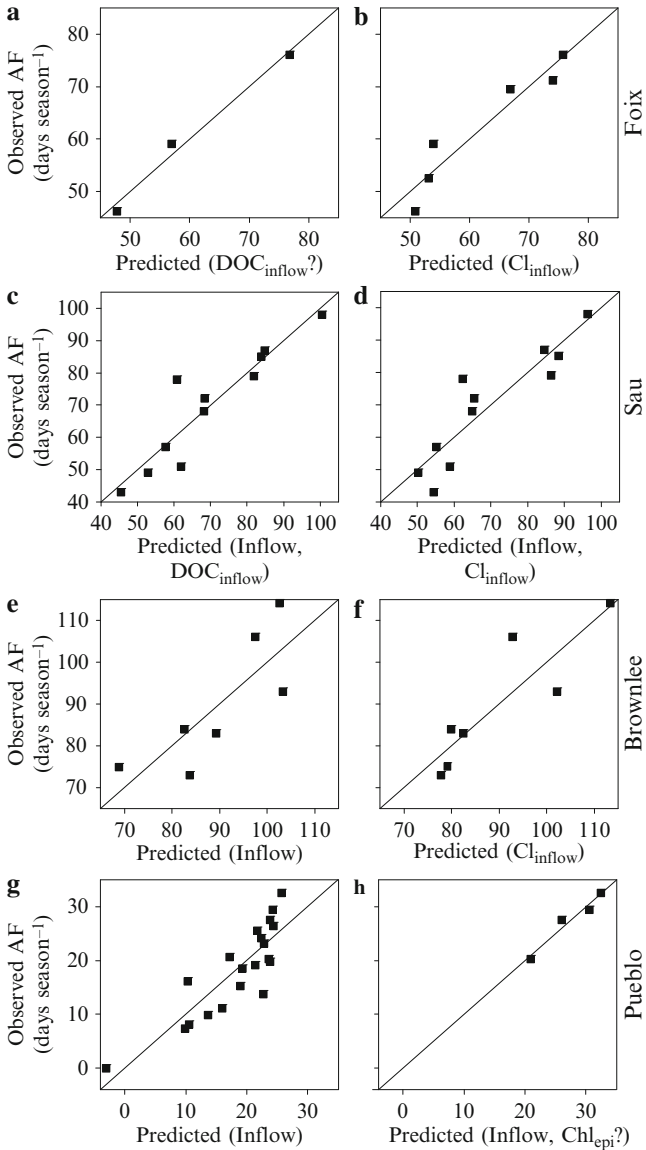 a
b
Observed AF
(days season⁻¹)
80
70
60
50
50 60 70 80
50 60 70 80
Predicted (DOCinflow?)
Predicted (Clinflow)
Foix
c
d
Observed AF
(days season⁻¹)
100
90
80
70
60
50
40
40 50 60 70 80 90 100
40 50 60 70 80 90 100
Predicted (Inflow,
DOCinflow)
Predicted (Inflow,
Clinflow)
Sau
e
f
Observed AF
(days season⁻¹)
110
100
90
80
70
70 80 90 100 110
70 80 90 100 110
Predicted (Inflow)
Predicted (Clinflow)
Brownlee
g
h
Observed AF
(days season⁻¹)
30
20
10
0
0 10 20 30
0 10 20 30
Predicted (Inflow)
Predicted (Inflow, Chlepi?)
Pueblo